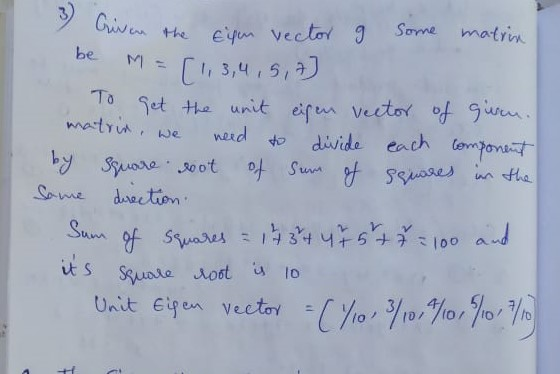 3) Given the Eigen vector of Some matrix
be M = [1, 3, 4, 5, 7]
To get the unit eigen vector of given
matrix, we need to divide each component
by square root of Sum of squares in the
Same direction.
Sum of Squares = 1²+3²+4²+5²+7² = 100 and
it's square root is 10
Unit Eigen vector = (1/10, 3/10, 4/10, 5/10, 7/10)